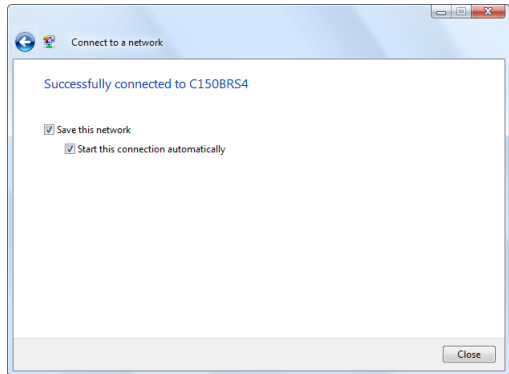 Connect to a network
Successfully connected to C150BRS4
Save this network
Start this connection automatically
Close